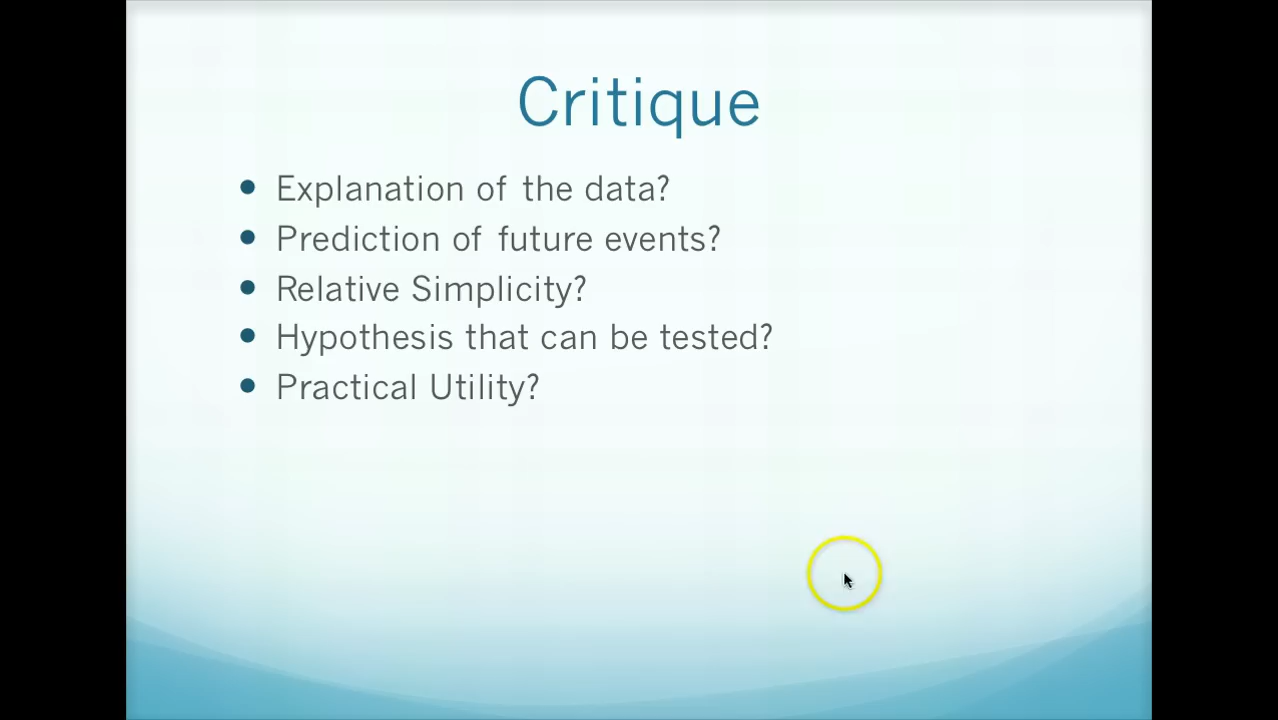 Critique
• Explanation of the data?
• Prediction of future events?
• Relative Simplicity?
• Hypothesis that can be tested?
• Practical Utility?